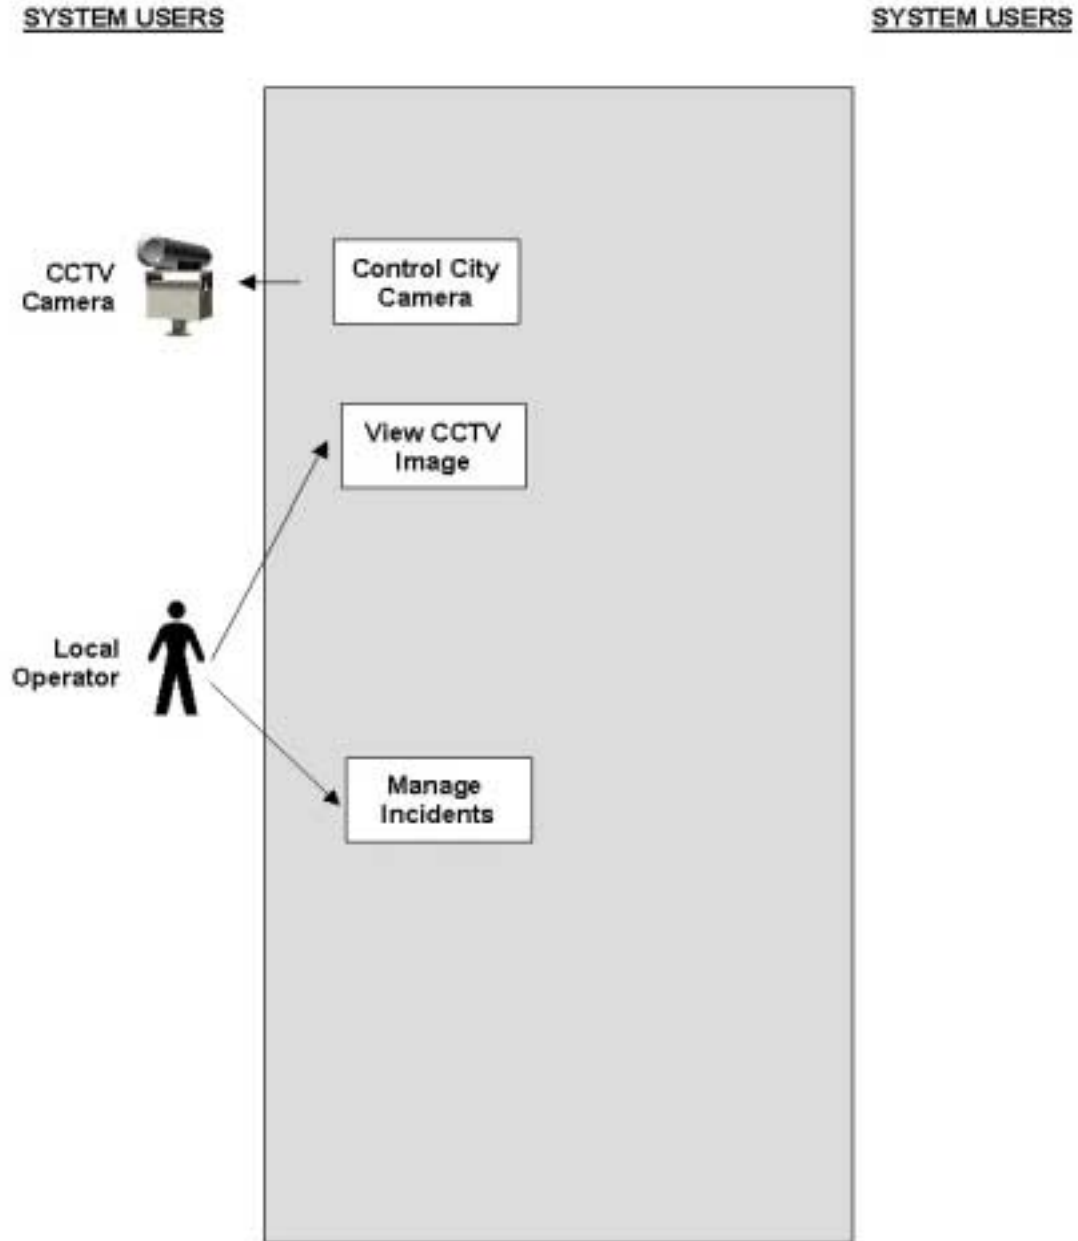 SYSTEM USERS
SYSTEM USERS
CCTV
Camera
Control City
Camera
View CCTV
Image
Local
Operator
Manage
Incidents